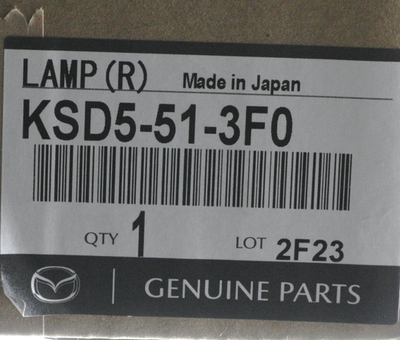 LAMP (R) Made in Japan
KSD5-51-3F0
QTY 1 LOT 2F23
GENUINE PARTS